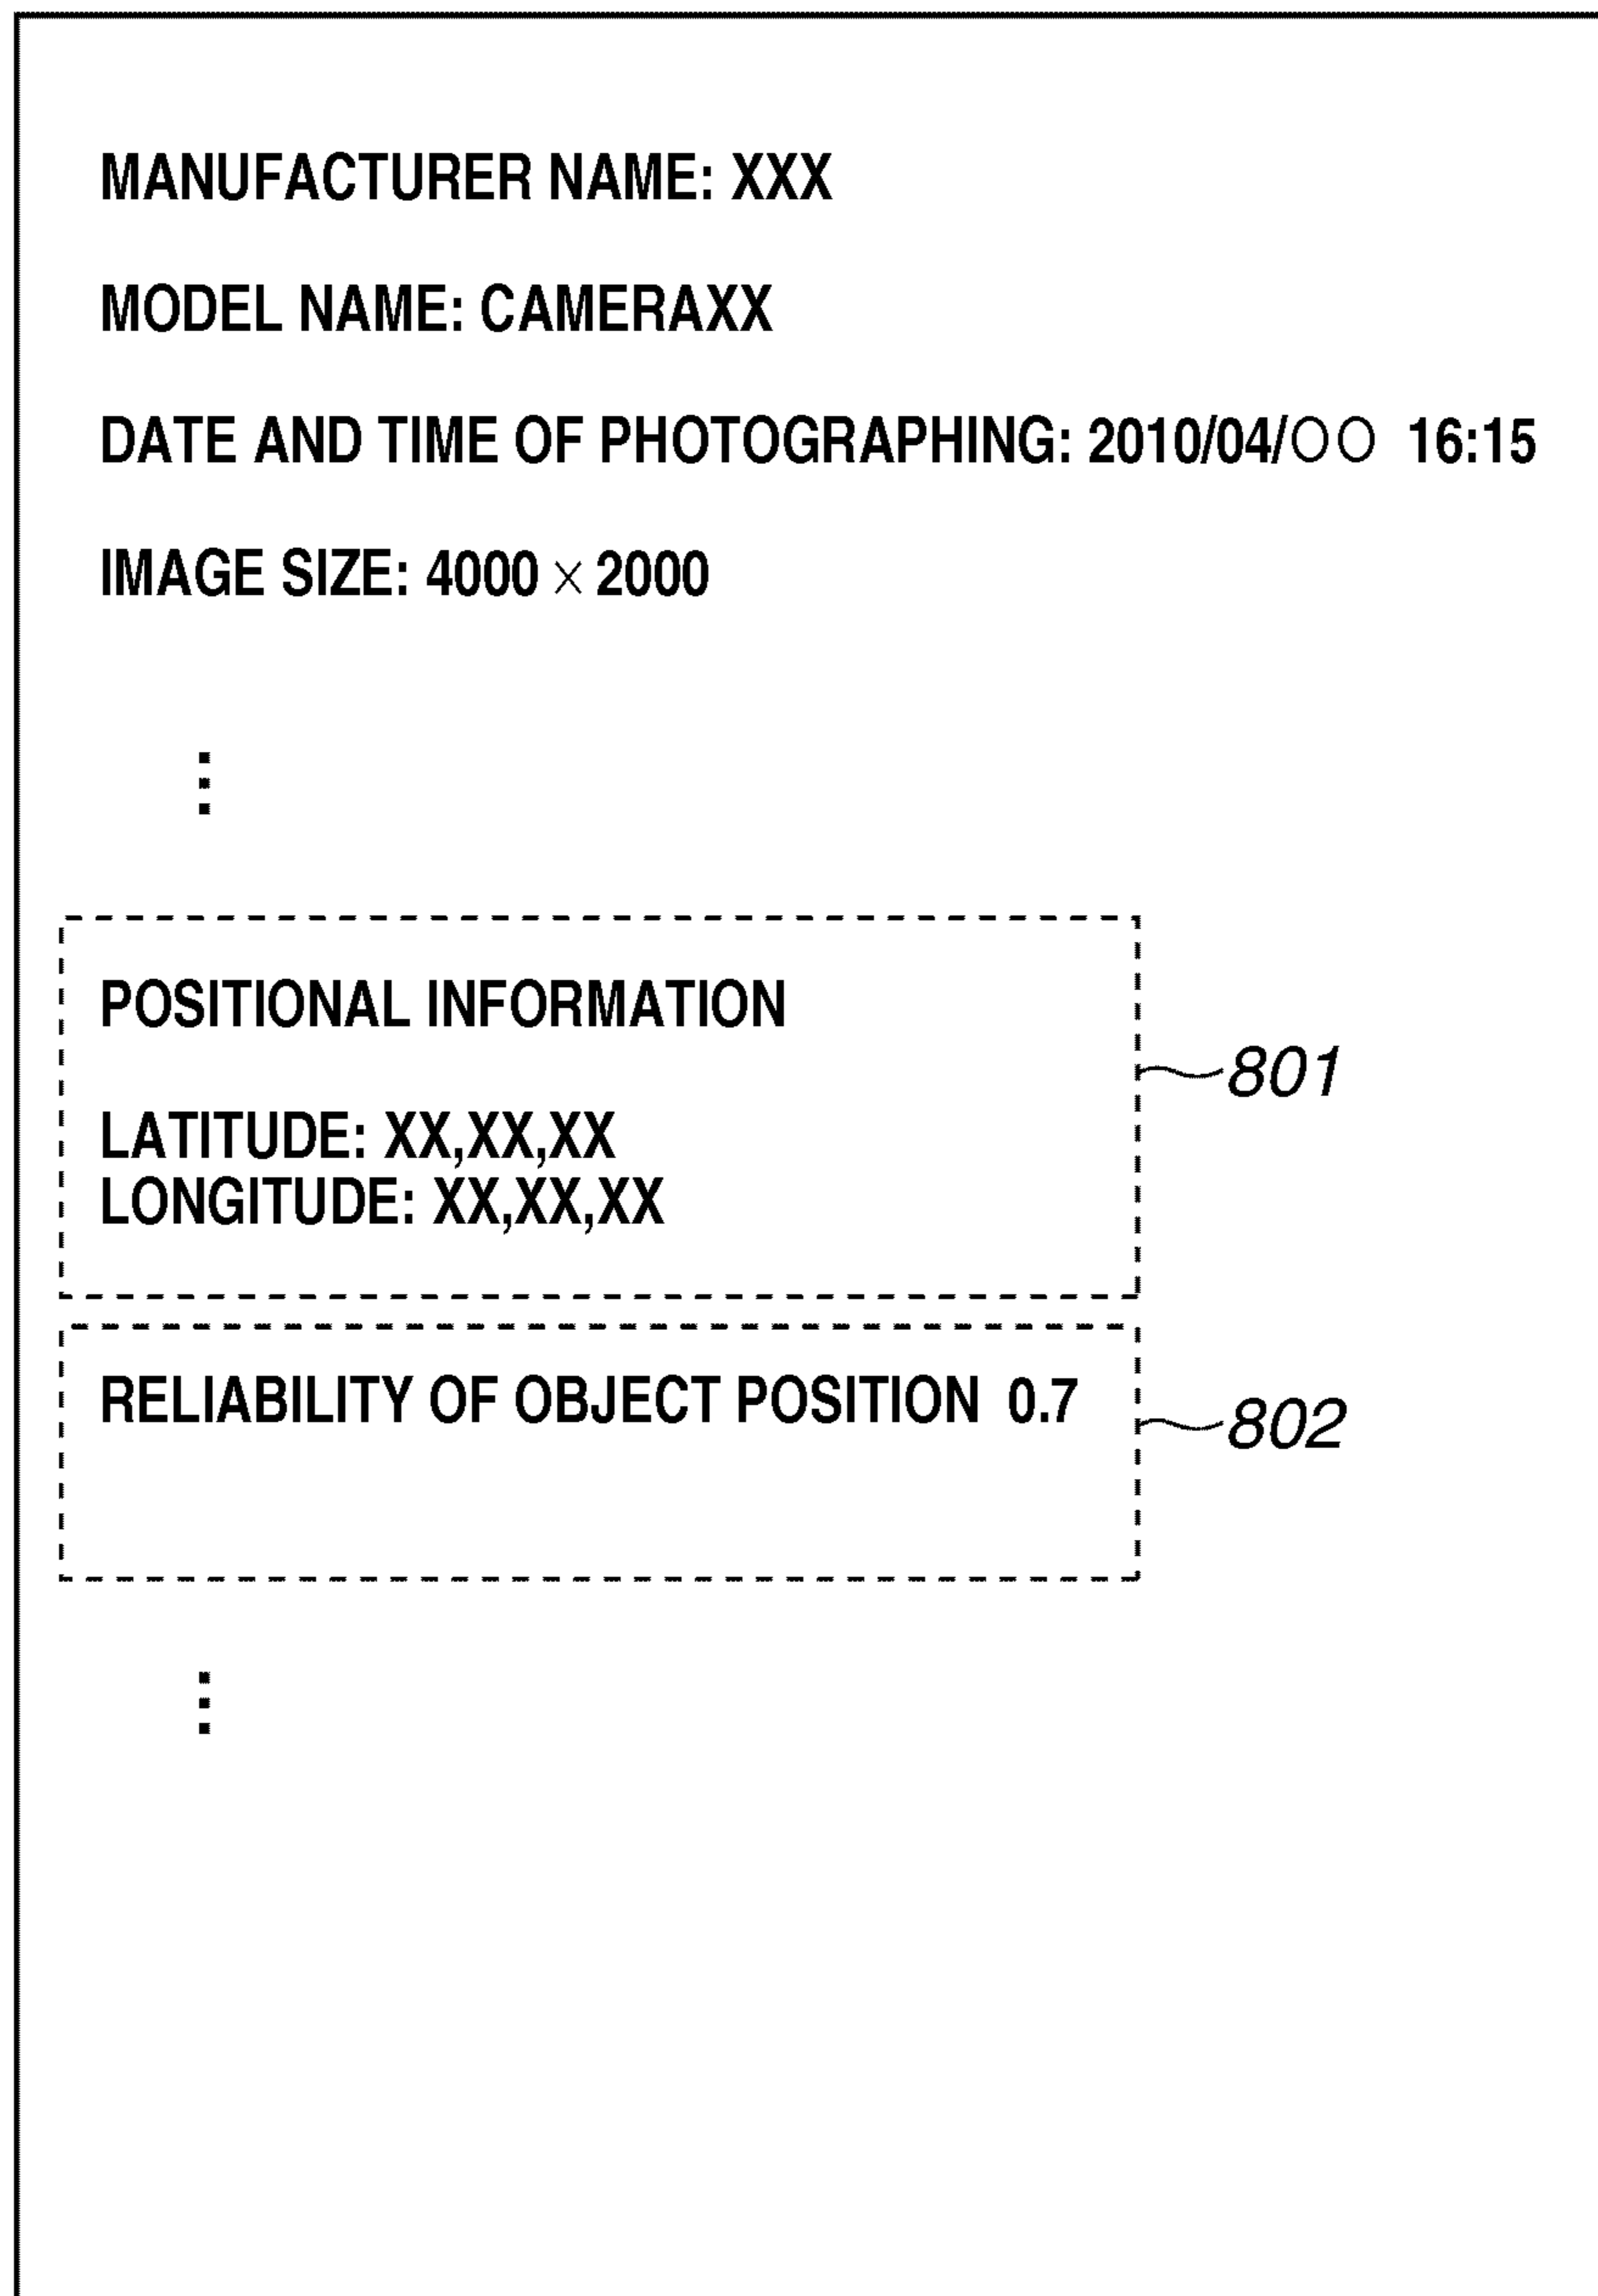 MANUFACTURER NAME: XXX
MODEL NAME: CAMERAXX
DATE AND TIME OF PHOTOGRAPHING: 2010/04/○○ 16:15
IMAGE SIZE: 4000 × 2000
⋮
POSITIONAL INFORMATION
801
LATITUDE: XX,XX,XX
LONGITUDE: XX,XX,XX
RELIABILITY OF OBJECT POSITION 0.7
802
⋮